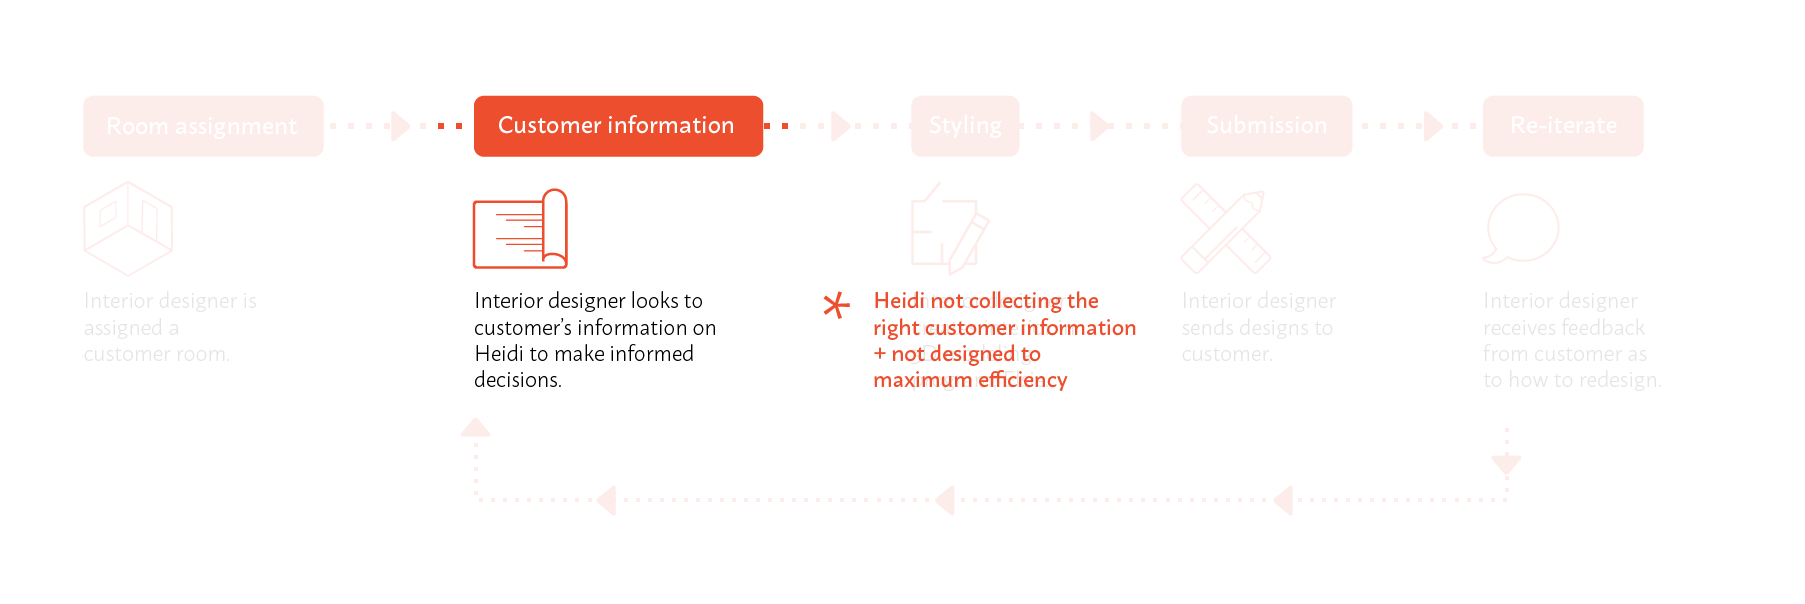 Room assignment
Customer information
Styling
Submission
Re-iterate
Interior designer is
assigned a
customer room.
Interior designer looks to
customer’s information on
Heidi to make informed
decisions.
Heidi not collecting the
right customer information
+ not designed to
maximum efficiency
Interior designer
sends designs to
customer.
Interior designer
receives feedback
from customer as
to how to redesign.